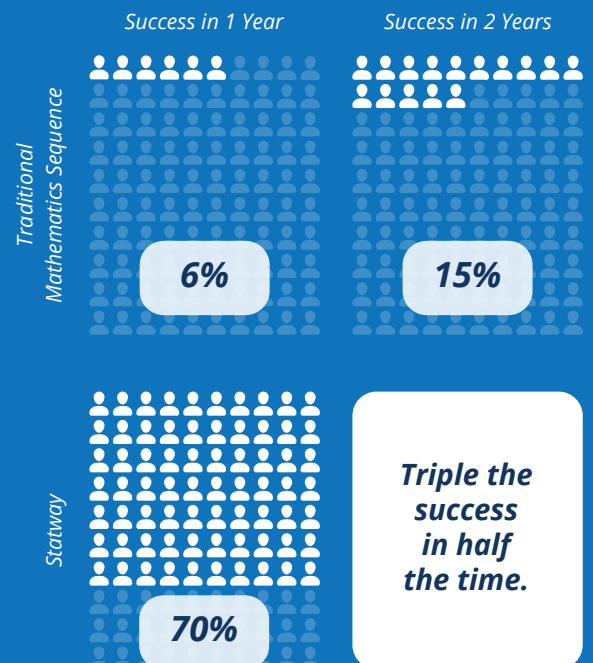 Success in 1 Year
Success in 2 Years
Traditional
Mathematics Sequence
6%
15%
Statway
70%
Triple the
success
in half
the time.